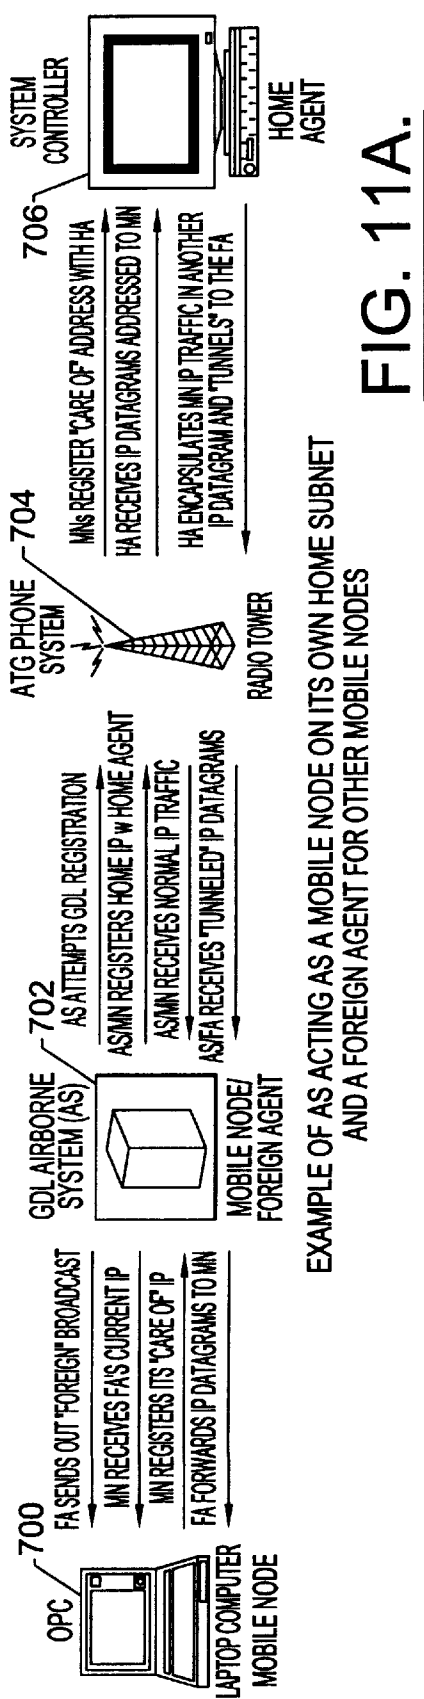 OPC
700
LAPTOP COMPUTER
MOBILE NODE
FA SENDS OUT "FOREIGN" BROADCAST
MN RECEIVES FA'S CURRENT IP
MN REGISTERS ITS "CARE OF" IP
FA FORWARDS IP DATAGRAMS TO MN
GDL AIRBORNE
SYSTEM (AS)
702
MOBILE NODE/
FOREIGN AGENT
AS ATTEMPTS GDL REGISTRATION
AS/MN REGISTERS HOME IP w HOME AGENT
AS/MN RECEIVES NORMAL IP TRAFFIC
AS/FA RECEIVES "TUNNELED" IP DATAGRAMS
ATG PHONE
SYSTEM
704
RADIO TOWER
MNs REGISTER "CARE OF" ADDRESS WITH HA
HA RECEIVES IP DATAGRAMS ADDRESSED TO MN
HA ENCAPSULATES MN IP TRAFFIC IN ANOTHER
IP DATAGRAM AND "TUNNELS" TO THE FA
SYSTEM
CONTROLLER
706
HOME
AGENT
EXAMPLE OF AS ACTING AS A MOBILE NODE ON ITS OWN HOME SUBNET
AND A FOREIGN AGENT FOR OTHER MOBILE NODES
FIG. 11A.